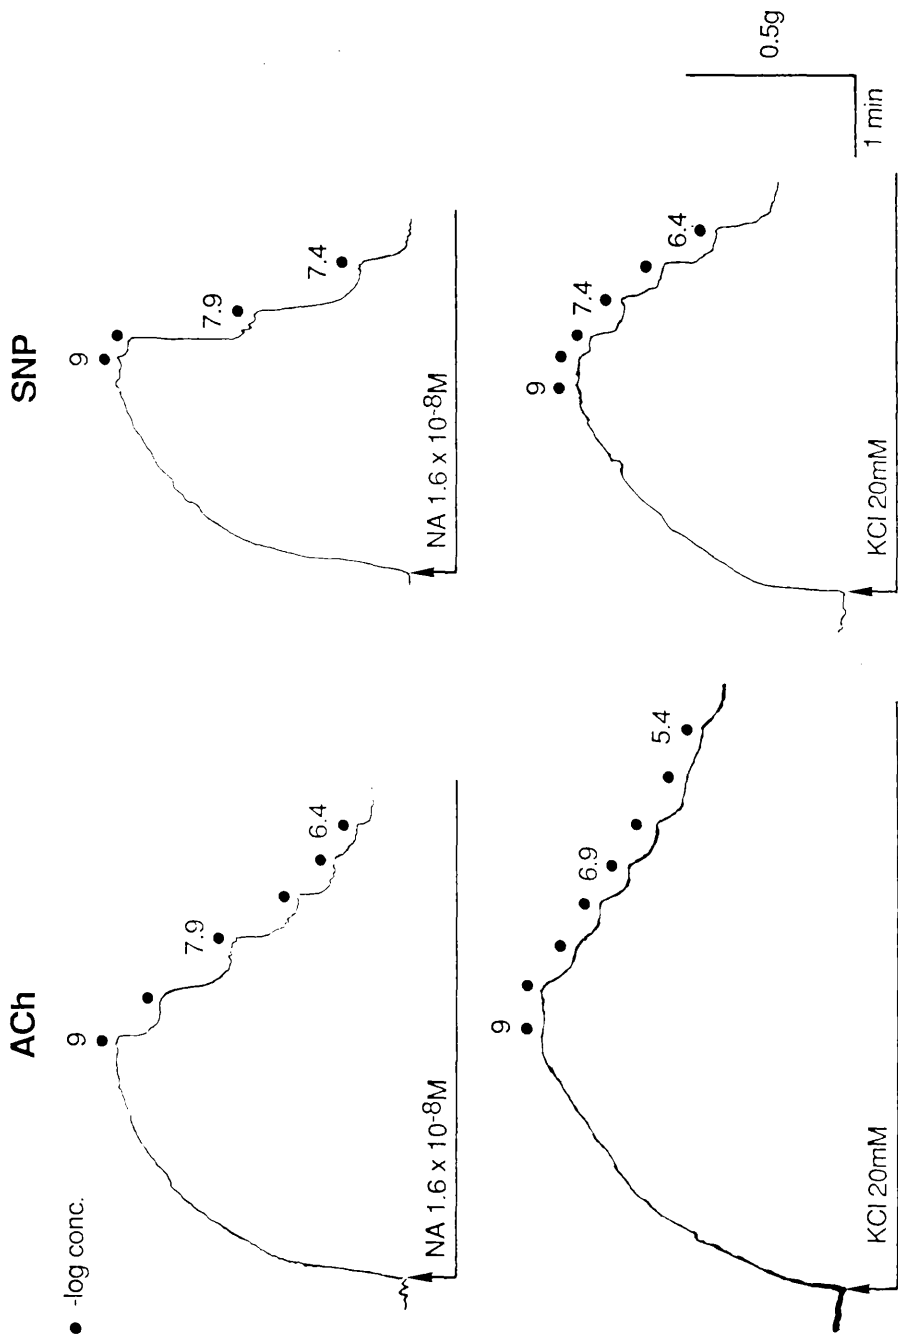 ● -log conc.
ACh
9
7.9
6.4
NA 1.6 x 10-8M
SNP
9
7.9
7.4
NA 1.6 x 10-8M
9
6.9
5.4
KCl 20mM
9
7.4
6.4
KCl 20mM
0.5g
1 min